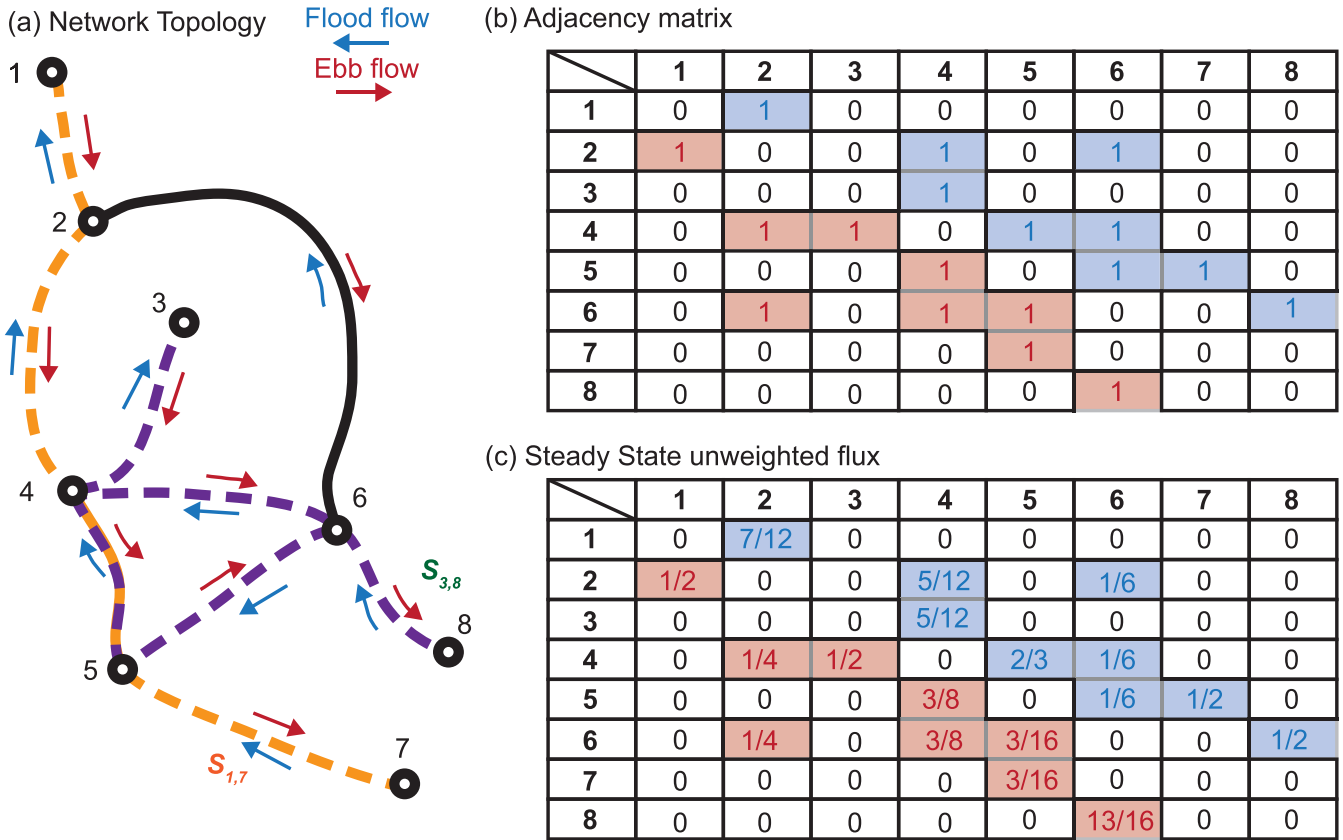 (a) Network Topology
Flood flow
Ebb flow
1
2
3
4
6
S3,8
8
5
7
S1,7
(b) Adjacency matrix
1 2 3 4 5 6 7 8
1 0 1 0 0 0 0 0 0
2 1 0 0 1 0 1 0 0
3 0 0 0 1 0 0 0 0
4 0 1 1 0 1 1 0 0
5 0 0 0 1 0 1 1 0
6 0 1 0 1 1 0 0 1
7 0 0 0 0 1 0 0 0
8 0 0 0 0 0 1 0 0
(c) Steady State unweighted flux
1 2 3 4 5 6 7 8
1 0 7/12 0 0 0 0 0 0
2 1/2 0 0 5/12 0 1/6 0 0
3 0 0 0 5/12 0 0 0 0
4 0 1/4 1/2 0 2/3 1/6 0 0
5 0 0 0 3/8 0 1/6 1/2 0
6 0 1/4 0 3/8 3/16 0 0 1/2
7 0 0 0 0 3/16 0 0 0
8 0 0 0 0 0 13/16 0 0